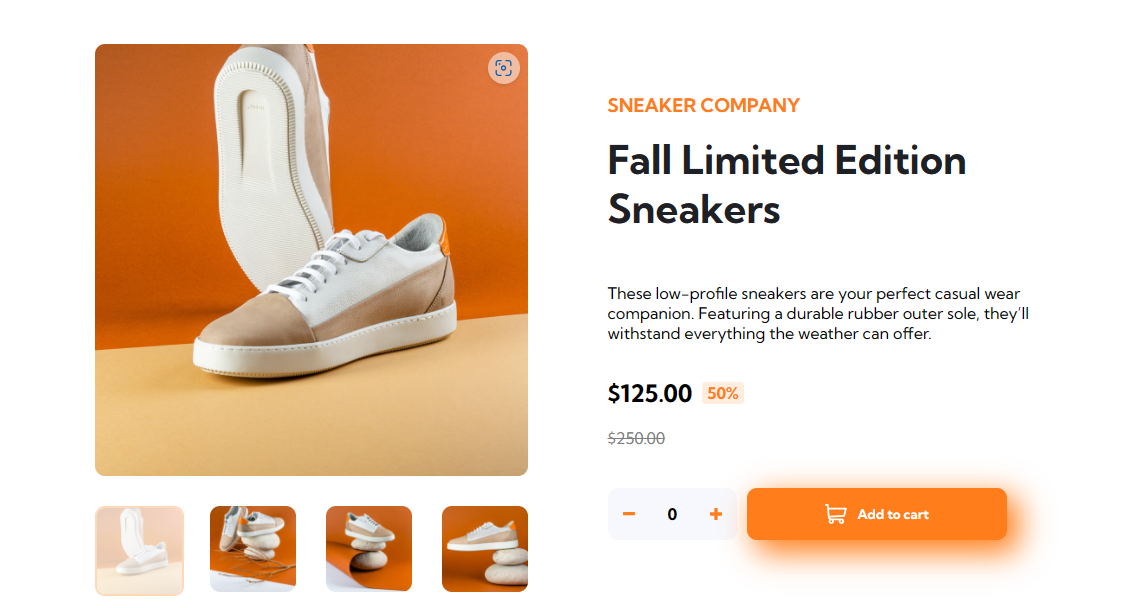 SNEAKER COMPANY
Fall Limited Edition
Sneakers
These low-profile sneakers are your perfect casual wear
companion. Featuring a durable rubber outer sole, they’ll
withstand everything the weather can offer.
$125.00 50%
$250.00
0
Add to cart